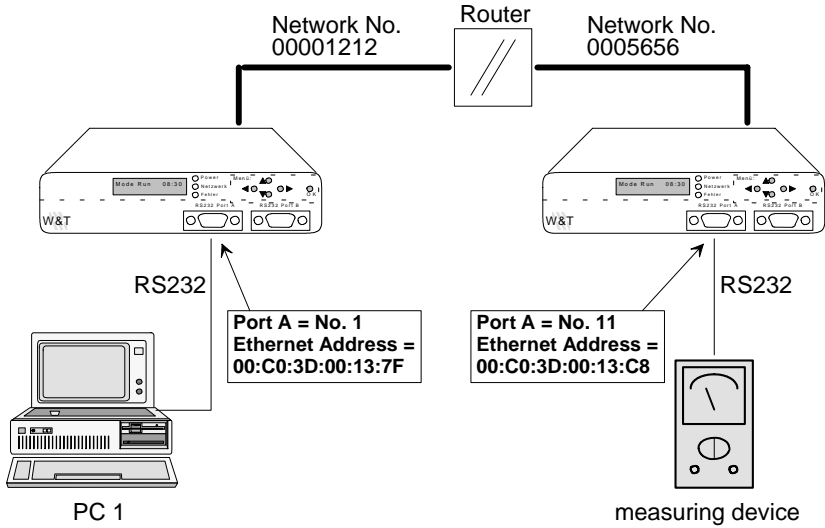 Router
Network No.
00001212
Network No.
0005656
Mode Run 08:30
Power
Netzwerk
Fehler
Menü:
OK
RS232 Port A
RS232 Port B
W&T
Mode Run 08:30
Power
Netzwerk
Fehler
Menü:
OK
RS232 Port A
RS232 Port B
W&T
RS232
RS232
Port A = No. 1
Ethernet Address =
00:C0:3D:00:13:7F
Port A = No. 11
Ethernet Address =
00:C0:3D:00:13:C8
PC 1
measuring device